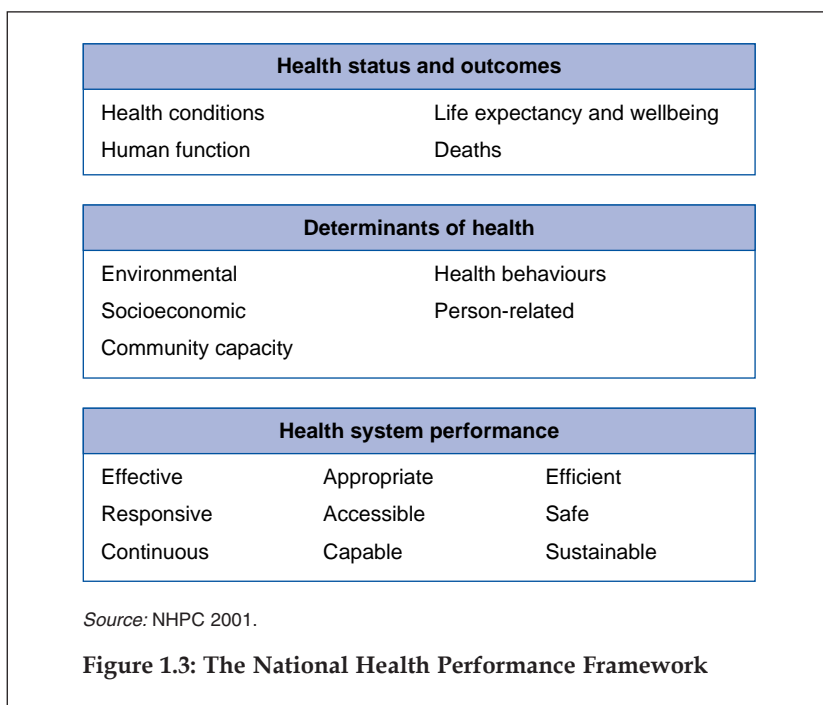 Health status and outcomes
Health conditions Life expectancy and wellbeing
Human function Deaths
Determinants of health
Environmental Health behaviours
Socioeconomic Person-related
Community capacity
Health system performance
Effective Appropriate Efficient
Responsive Accessible Safe
Continuous Capable Sustainable
Source: NHPC 2001.
Figure 1.3: The National Health Performance Framework